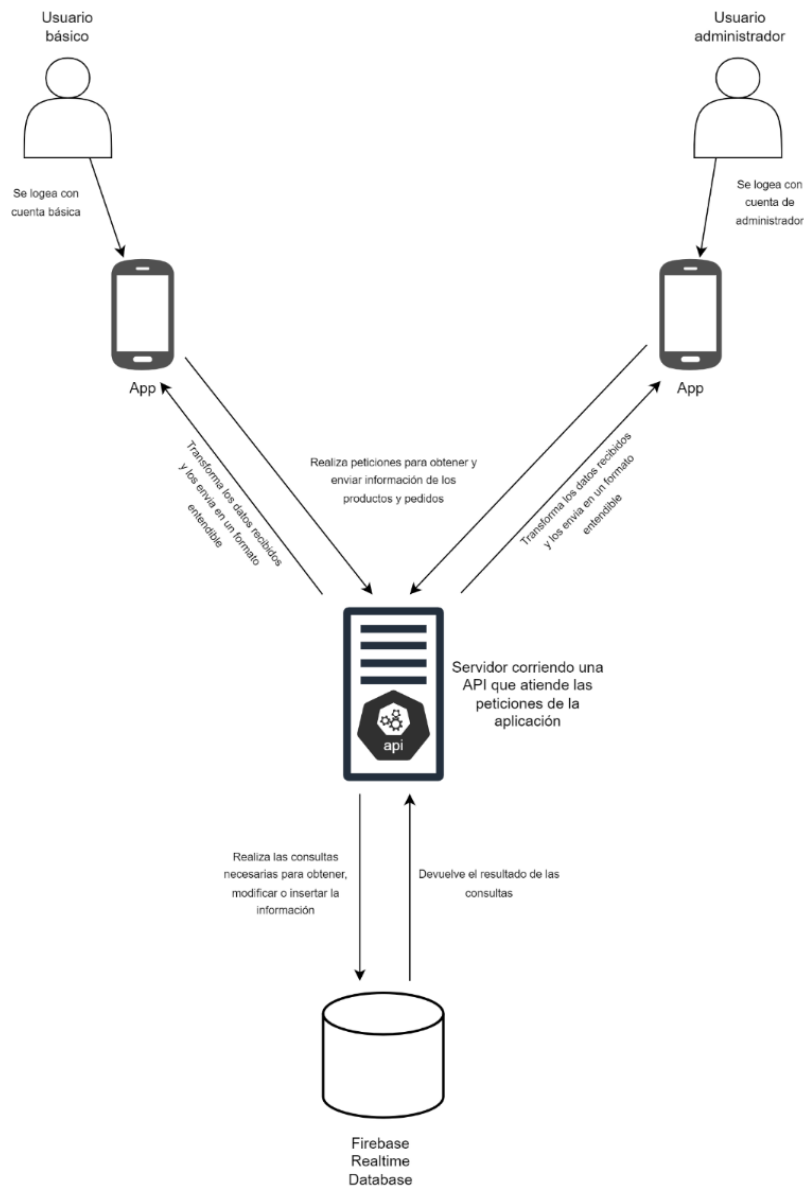 Usuario
básico
Usuario
administrador
Se logea con
cuenta básica
Se logea con
cuenta de
administrador
App
App
Transforma los datos recibidos
y los envia en un formato
entendible
Realiza peticiones para obtener y
enviar información de los
productos y pedidos
Transforma los datos recibidos
y los envia en un formato
entendible
Servidor corriendo una
API que atiende las
peticiones de la
aplicación
api
Realiza las consultas
necesarias para obtener,
modificar o insertar la
información
Devuelve el resultado de las
consultas
Firebase
Realtime
Database